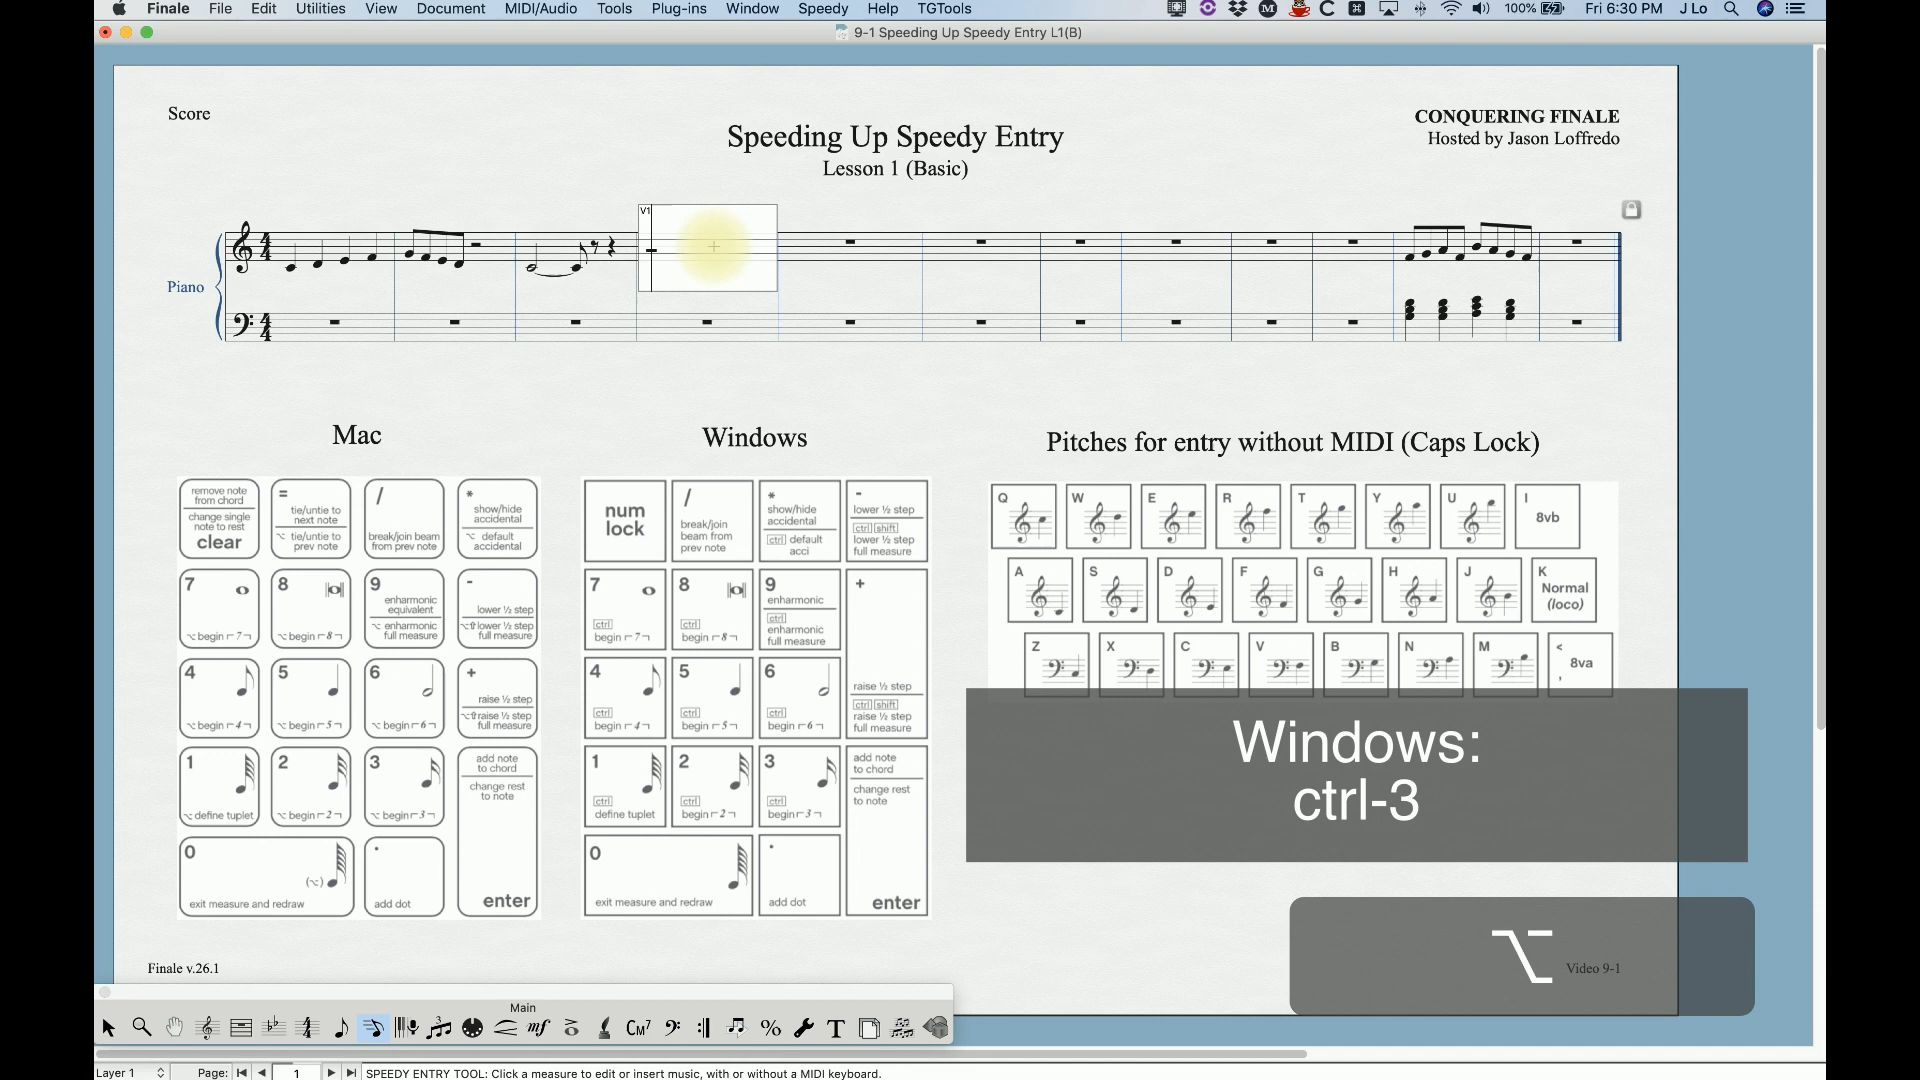 Finale File Edit Utilities View Document MIDI/Audio Tools Plug-ins Window Speedy Help TGTools 100% Fri 6:30 PM J Lo
9-1 Speeding Up Speedy Entry L1(B)
Score
CONQUERING FINALE
Speeding Up Speedy Entry
Hosted by Jason Loffredo
Lesson 1 (Basic)
V1
Piano
Mac
Windows
Pitches for entry without MIDI (Caps Lock)
remove note from chord
change single note to rest
clear
=
tie/untie to next note
⌥ tie/untie to prev note
/
break/join beam from prev note
*
show/hide accidental
⌥ default accidental
7
⌥ begin ⌐7¬
8
⌥ begin ⌐8¬
9
enharmonic equivalent
⌥ enharmonic full measure
-
lower ½ step
⌥⇧ lower ½ step full measure
4
⌥ begin ⌐4¬
5
⌥ begin ⌐5¬
6
⌥ begin ⌐6¬
+
raise ½ step
⌥⇧ raise ½ step full measure
1
⌥ define tuplet
2
⌥ begin ⌐2¬
3
⌥ begin ⌐3¬
add note to chord
change rest to note
enter
0
(⌥)
exit measure and redraw
.
add dot
num lock
/
break/join beam from prev note
*
show/hide accidental
ctrl default acci
-
lower ½ step
ctrl shift
lower ½ step full measure
7
ctrl
begin ⌐7¬
8
ctrl
begin ⌐8¬
9
enharmonic
ctrl
enharmonic full measure
+
raise ½ step
ctrl shift
raise ½ step full measure
4
ctrl
begin ⌐4¬
5
ctrl
begin ⌐5¬
6
ctrl
begin ⌐6¬
1
ctrl
define tuplet
2
ctrl
begin ⌐2¬
3
ctrl
begin ⌐3¬
add note to chord
change rest to note
enter
0
exit measure and redraw
.
add dot
Q W E R T Y U I 8vb
A S D F G H J K Normal (loco)
Z X C V B N M < 8va ,
Windows:
ctrl-3
⌥
Finale v.26.1
Video 9-1
Main
CM7
Layer 1 Page: 1 SPEEDY ENTRY TOOL: Click a measure to edit or insert music, with or without a MIDI keyboard.